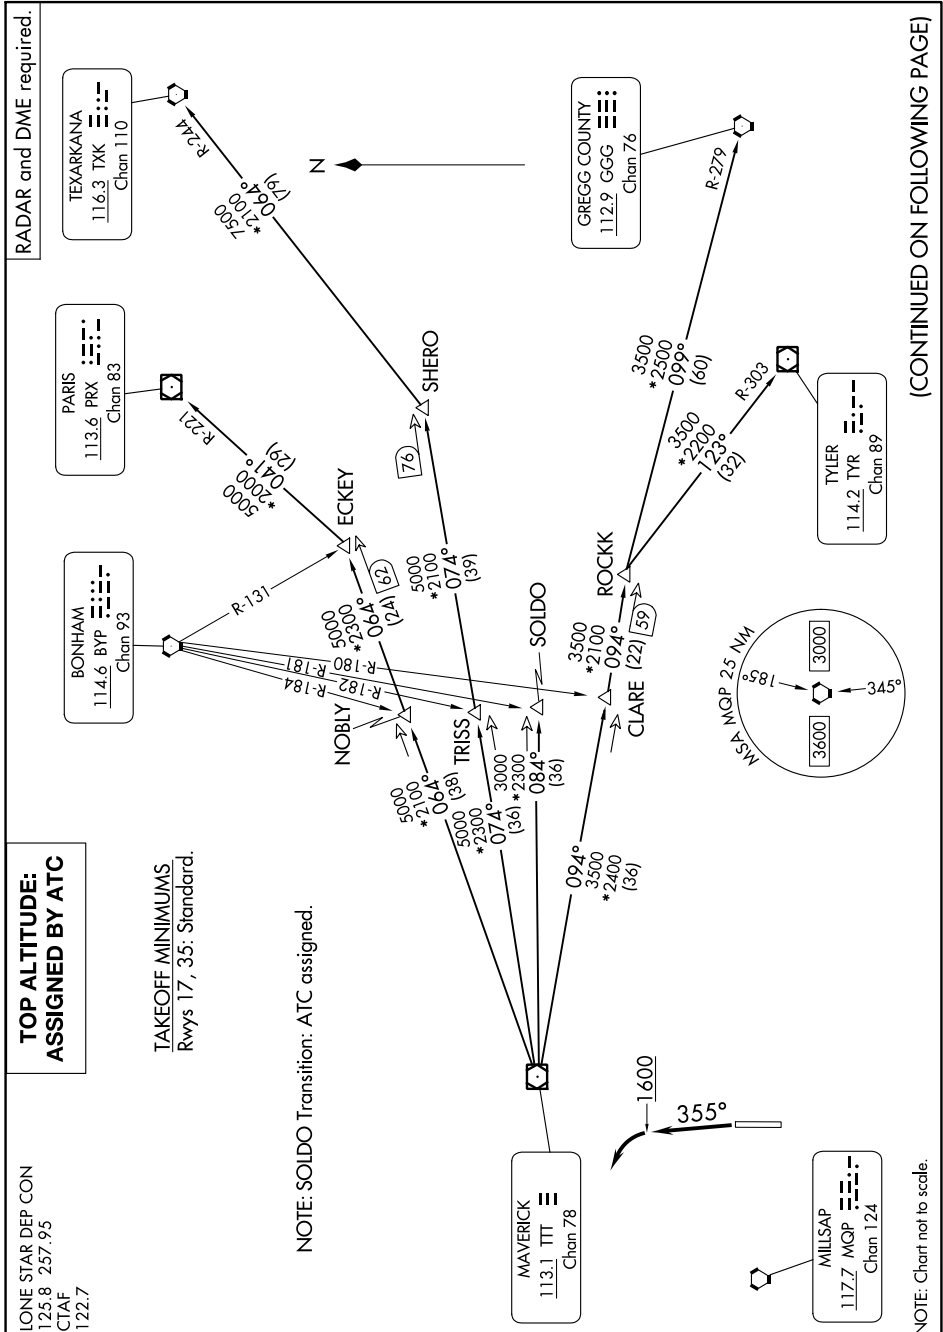 LONE STAR DEP CON
125.8 257.95
CTAF
122.7
TOP ALTITUDE:
ASSIGNED BY ATC
RADAR and DME required.
TAKEOFF MINIMUMS
Rwys 17, 35: Standard.
NOTE: SOLDO Transition: ATC assigned.
BONHAM
114.6 BYP
Chan 93
PARIS
113.6 PRX
Chan 83
TEXARKANA
116.3 TXK
Chan 110
R-244
7500
*2100
064°
(79)
N
R-221
5000
*2000
041°
(29)
R-131
R-184
R-181
R-182
R-180
ECKEY
62
5000
*2300
064°
(24)
NOBLY
5000
*2100
064°
(38)
SHERO
76
5000
*2100
074°
(39)
TRISS
5000
*2300
074°
(36)
SOLDO
3000
*2300
084°
(36)
ROCKK
59
3500
*2100
094°
(22)
CLARE
094°
3500
*2400
(36)
GREGG COUNTY
112.9 GGG
Chan 76
R-279
3500
*2500
099°
(60)
R-303
3500
*2200
123°
(32)
TYLER
114.2 TYR
Chan 89
MAVERICK
113.1 TTT
Chan 78
1600
355°
MSA MQP 25 NM
185°
345°
3600
3000
MILLSAP
117.7 MQP
Chan 124
NOTE: Chart not to scale.
(CONTINUED ON FOLLOWING PAGE)